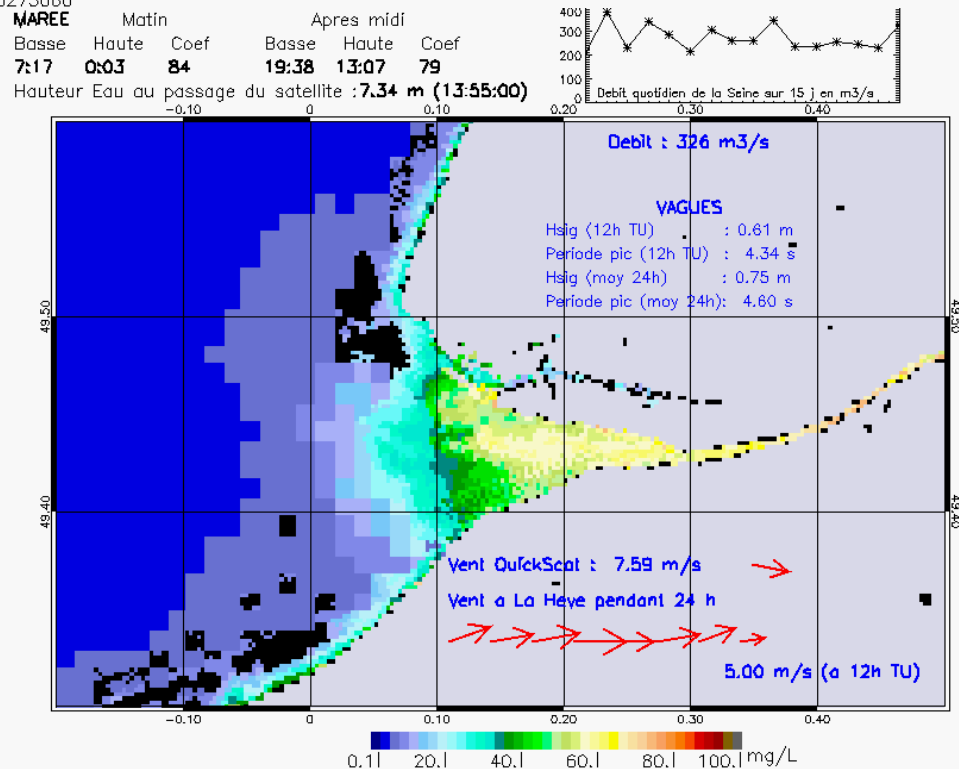 MAREE Matin Apres midi
Basse Haute Coef Basse Haute Coef
7:17 0:03 84 19:38 13:07 79
Hauteur Eau au passage du satellite :7.34 m (13:55:00)
400
300
200
100
0
Debit quotidien de la Seine sur 15 j en m3/s
-0.10 0 0.10 0.20 0.30 0.40
Debit : 326 m3/s
VAGUES
Hsig (12h TU) : 0.61 m
Periode pic (12h TU) : 4.34 s
Hsig (moy 24h) : 0.75 m
Periode pic (moy 24h): 4.60 s
49.50 49.50
49.40 49.40
Vent QuickScat : 7.59 m/s
Vent a La Heve pendant 24 h
5.00 m/s (a 12h TU)
-0.10 0 0.10 0.20 0.30 0.40
0.1| 20.| 40.| 60.| 80.| 100.| mg/L